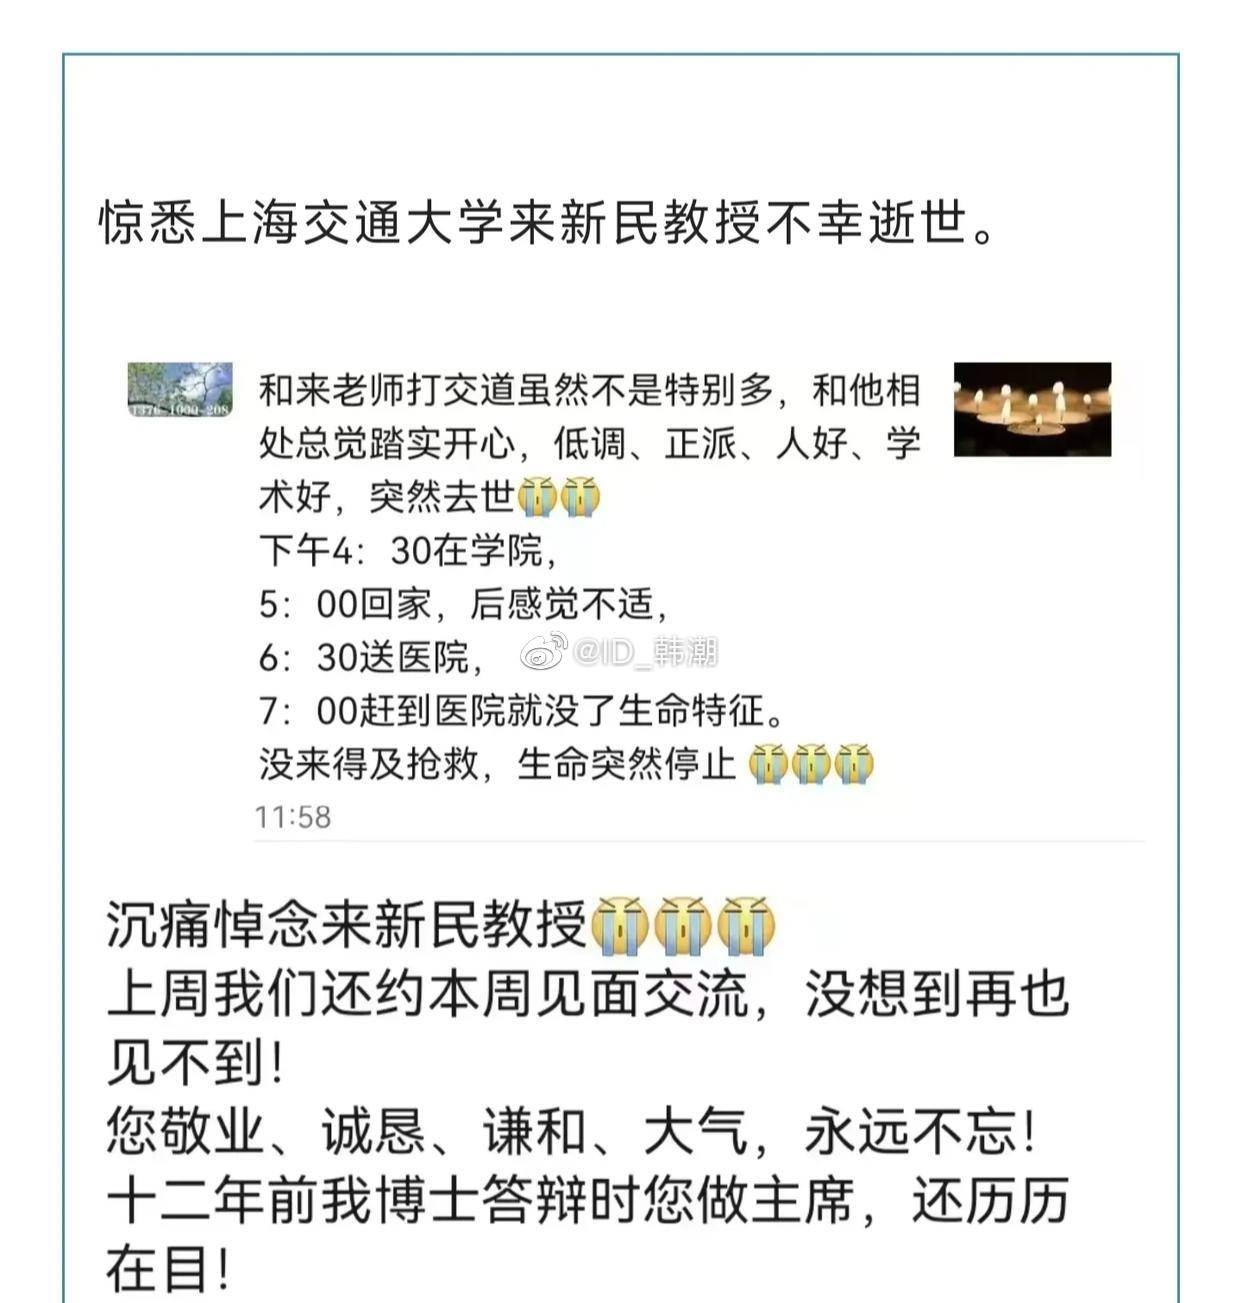 惊悉上海交通大学来新民教授不幸逝世。
1376-1000-208
和来老师打交道虽然不是特别多，和他相
处总觉踏实开心，低调、正派、人好、学
术好，突然去世😭😭
下午4：30在学院，
5：00回家，后感觉不适，
6：30送医院，
@ID_韩潮
7：00赶到医院就没了生命特征。
没来得及抢救，生命突然停止😭😭😭
11:58
沉痛悼念来新民教授😭😭😭
上周我们还约本周见面交流，没想到再也
见不到！
您敬业、诚恳、谦和、大气，永远不忘！
十二年前我博士答辩时您做主席，还历历
在目！